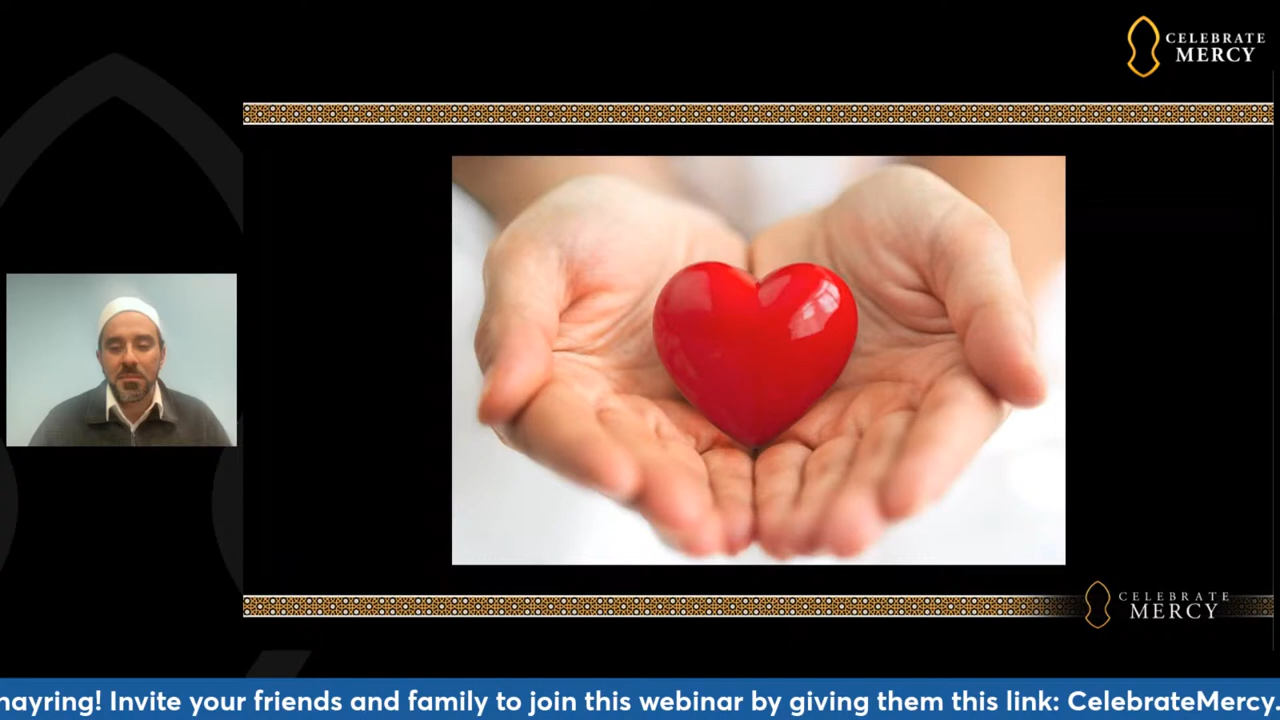 CELEBRATE
MERCY
CELEBRATE
MERCY
nayring! Invite your friends and family to join this webinar by giving them this link: CelebrateMercy.